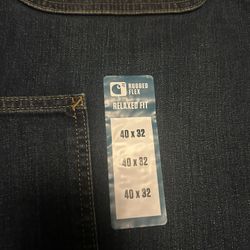 RUGGED
FLEX
RELAXED FIT
40 x 32
40 x 32
40 x 32